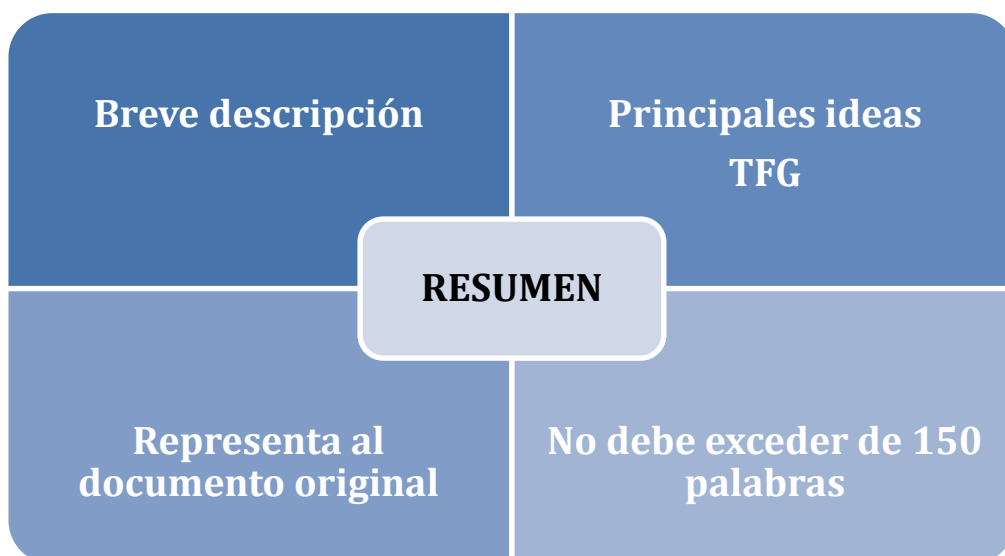 Breve descripción
Principales ideas
TFG
RESUMEN
Representa al
documento original
No debe exceder de 150
palabras